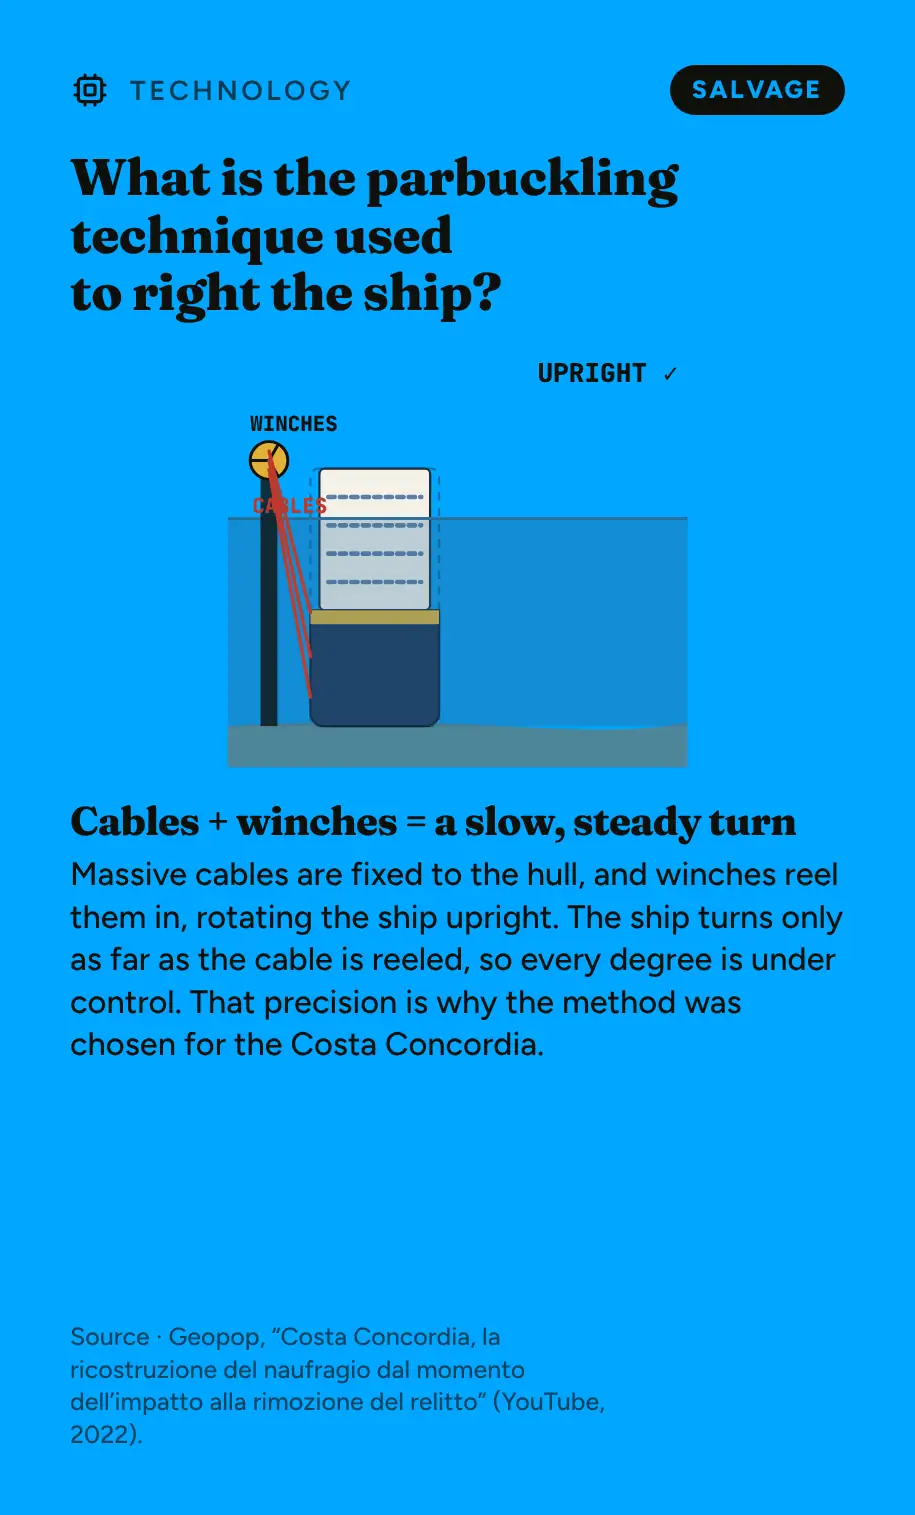 TECHNOLOGY
SALVAGE
What is the parbuckling
technique used
to right the ship?
UPRIGHT ✓
WINCHES
CABLES
Cables + winches = a slow, steady turn
Massive cables are fixed to the hull, and winches reel
them in, rotating the ship upright. The ship turns only
as far as the cable is reeled, so every degree is under
control. That precision is why the method was
chosen for the Costa Concordia.
Source · Geopop, “Costa Concordia, la
ricostruzione del naufragio dal momento
dell’impatto alla rimozione del relitto” (YouTube,
2022).